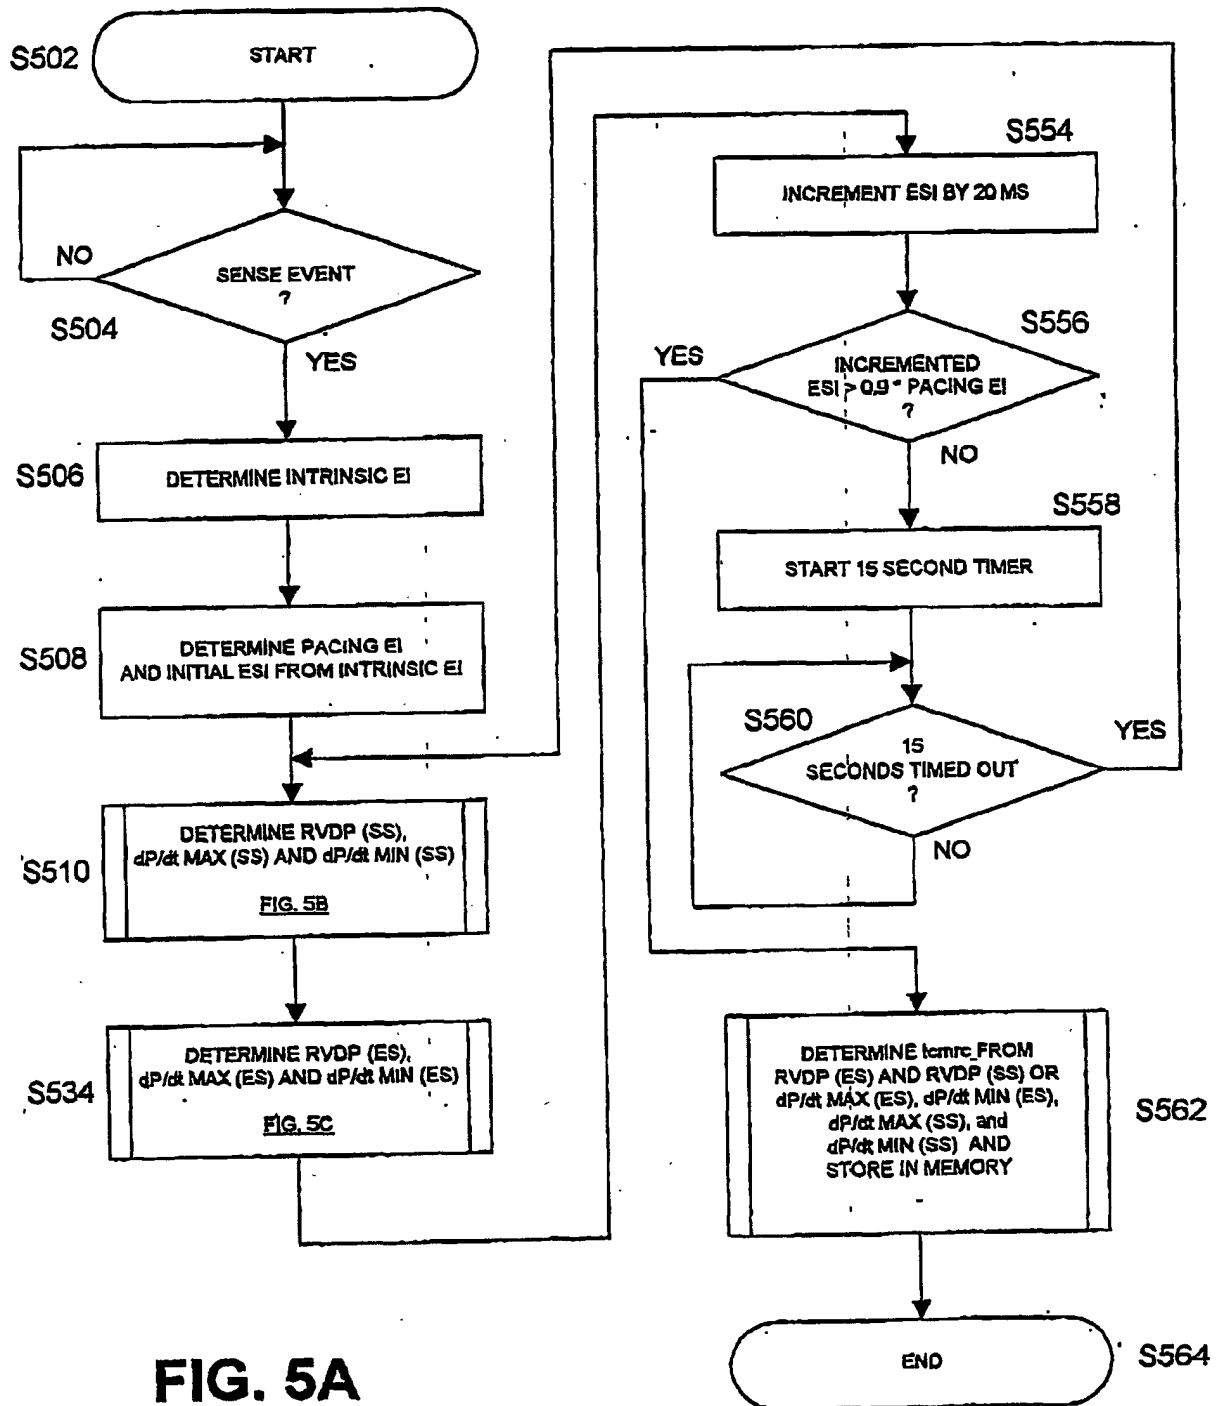 S502
START
NO
SENSE EVENT
?
S504
YES
S506
DETERMINE INTRINSIC EI
S508
DETERMINE PACING EI
AND INITIAL ESI FROM INTRINSIC EI
S510
DETERMINE RVDP (SS),
dP/dt MAX (SS) AND dP/dt MIN (SS)
FIG. 5B
S534
DETERMINE RVDP (ES),
dP/dt MAX (ES) AND dP/dt MIN (ES)
FIG. 5C
S554
INCREMENT ESI BY 20 MS
S556
YES
INCREMENTED
ESI > 0.9 * PACING EI
?
NO
S558
START 15 SECOND TIMER
S560
YES
15
SECONDS TIMED OUT
?
NO
DETERMINE tcmrc_FROM
RVDP (ES) AND RVDP (SS) OR
dP/dt MAX (ES), dP/dt MIN (ES),
dP/dt MAX (SS), and
dP/dt MIN (SS) AND
STORE IN MEMORY
S562
END
S564
FIG. 5A